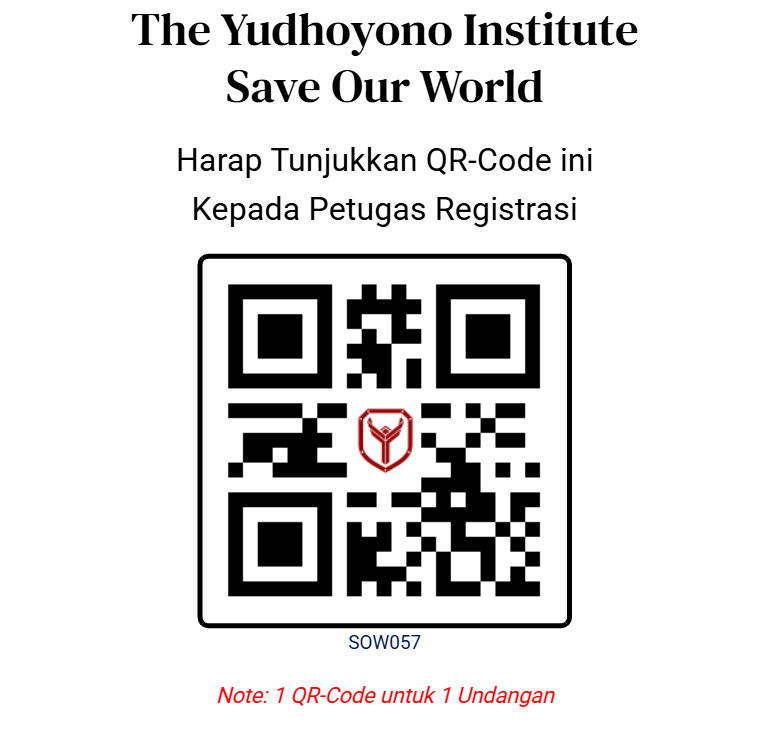 The Yudhoyono Institute
Save Our World
Harap Tunjukkan QR-Code ini
Kepada Petugas Registrasi
SOW057
Note: 1 QR-Code untuk 1 Undangan